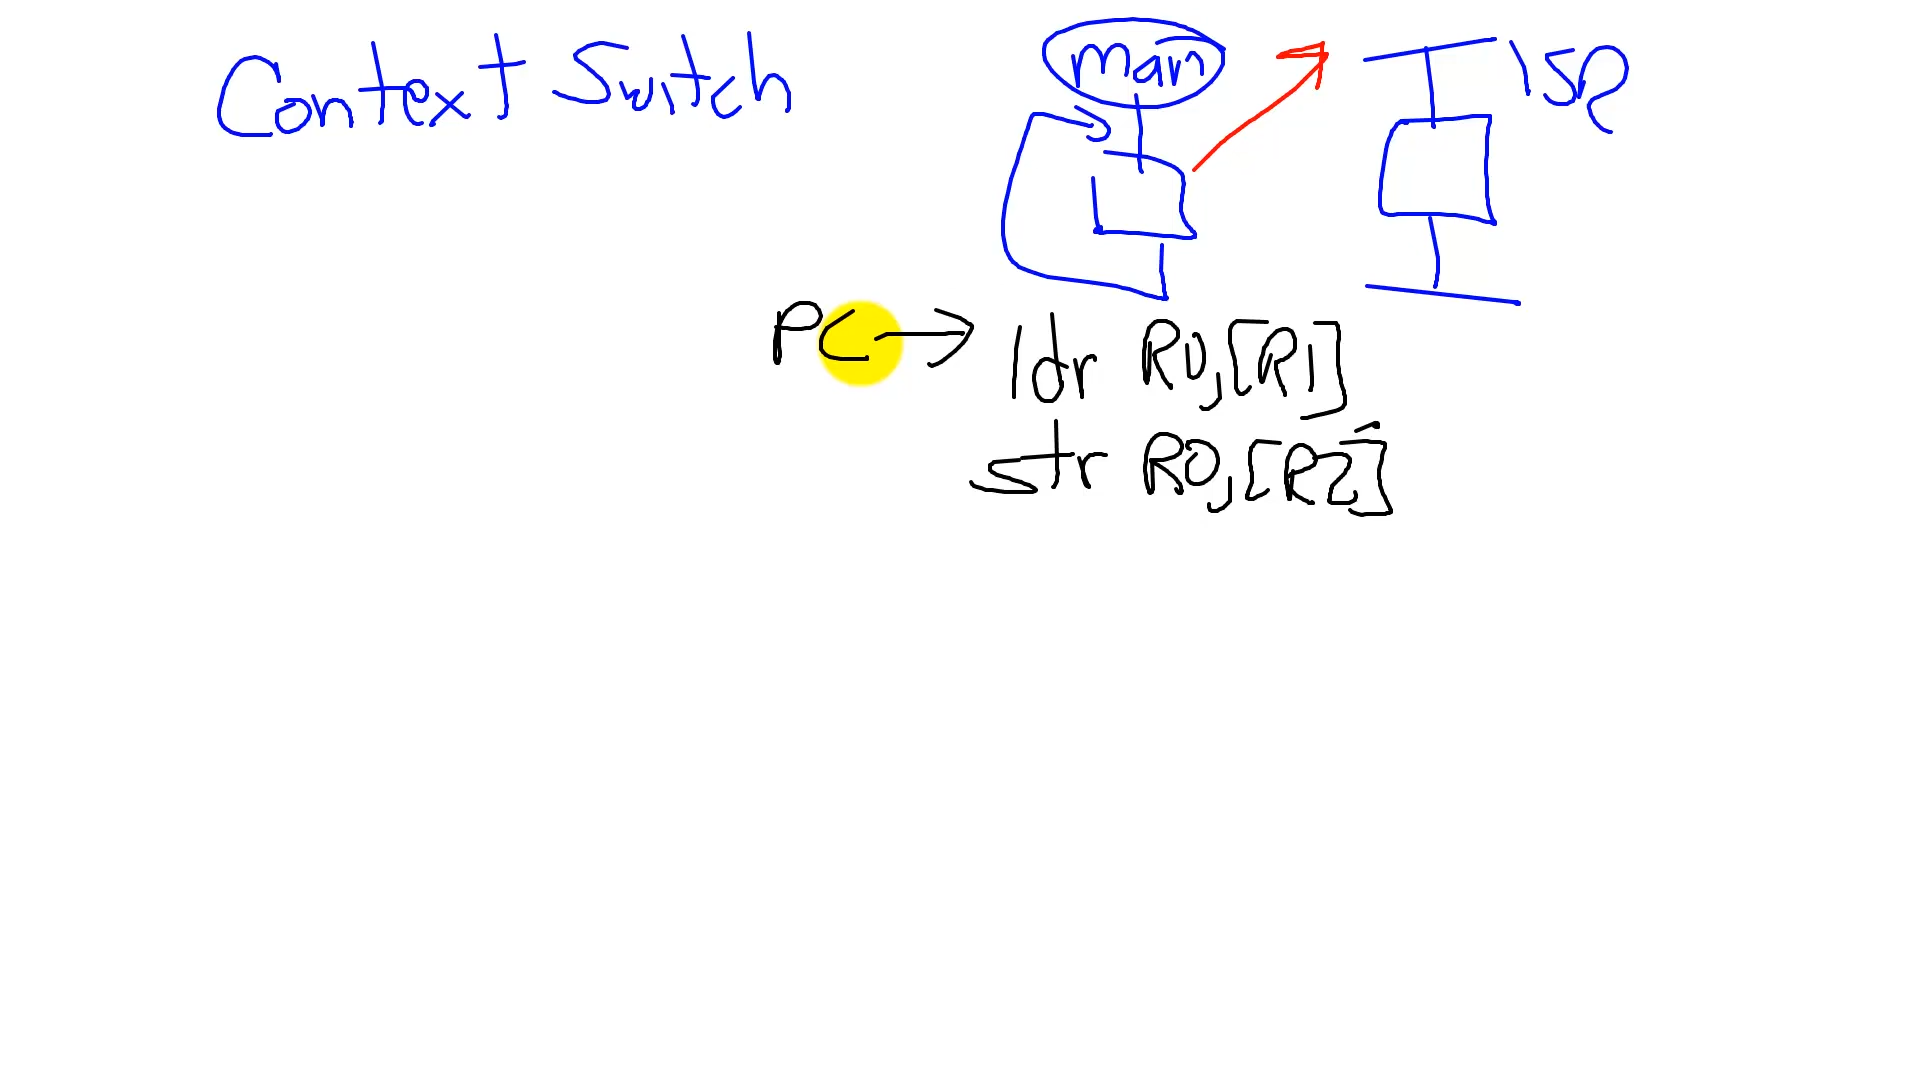 Context Switch
main
ISR
PC → ldr R0,[R1]
str R0,[R2]